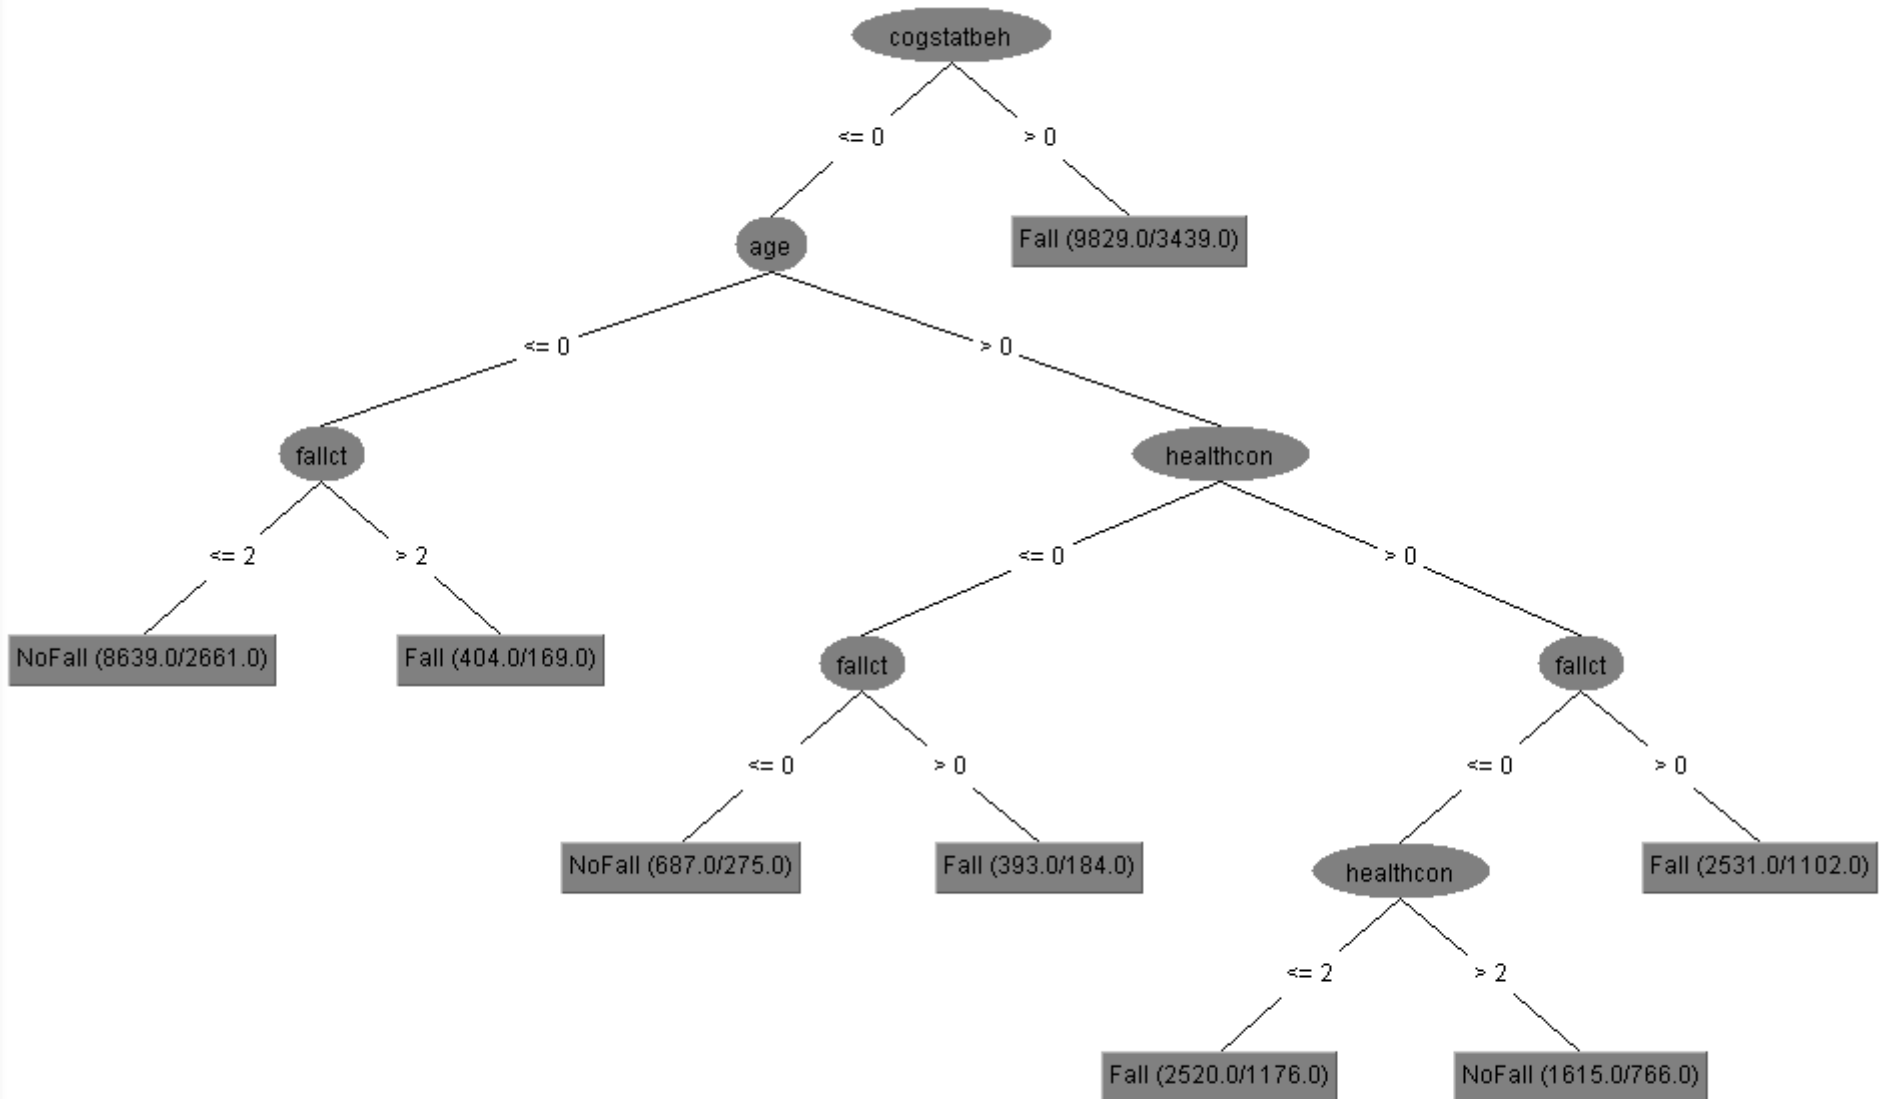 cogstatbeh
<= 0
> 0
age
Fall (9829.0/3439.0)
<= 0
> 0
fallct
healthcon
<= 2
> 2
<= 0
> 0
NoFall (8639.0/2661.0)
Fall (404.0/169.0)
fallct
fallct
<= 0
> 0
<= 0
> 0
NoFall (687.0/275.0)
Fall (393.0/184.0)
healthcon
Fall (2531.0/1102.0)
<= 2
> 2
Fall (2520.0/1176.0)
NoFall (1615.0/766.0)